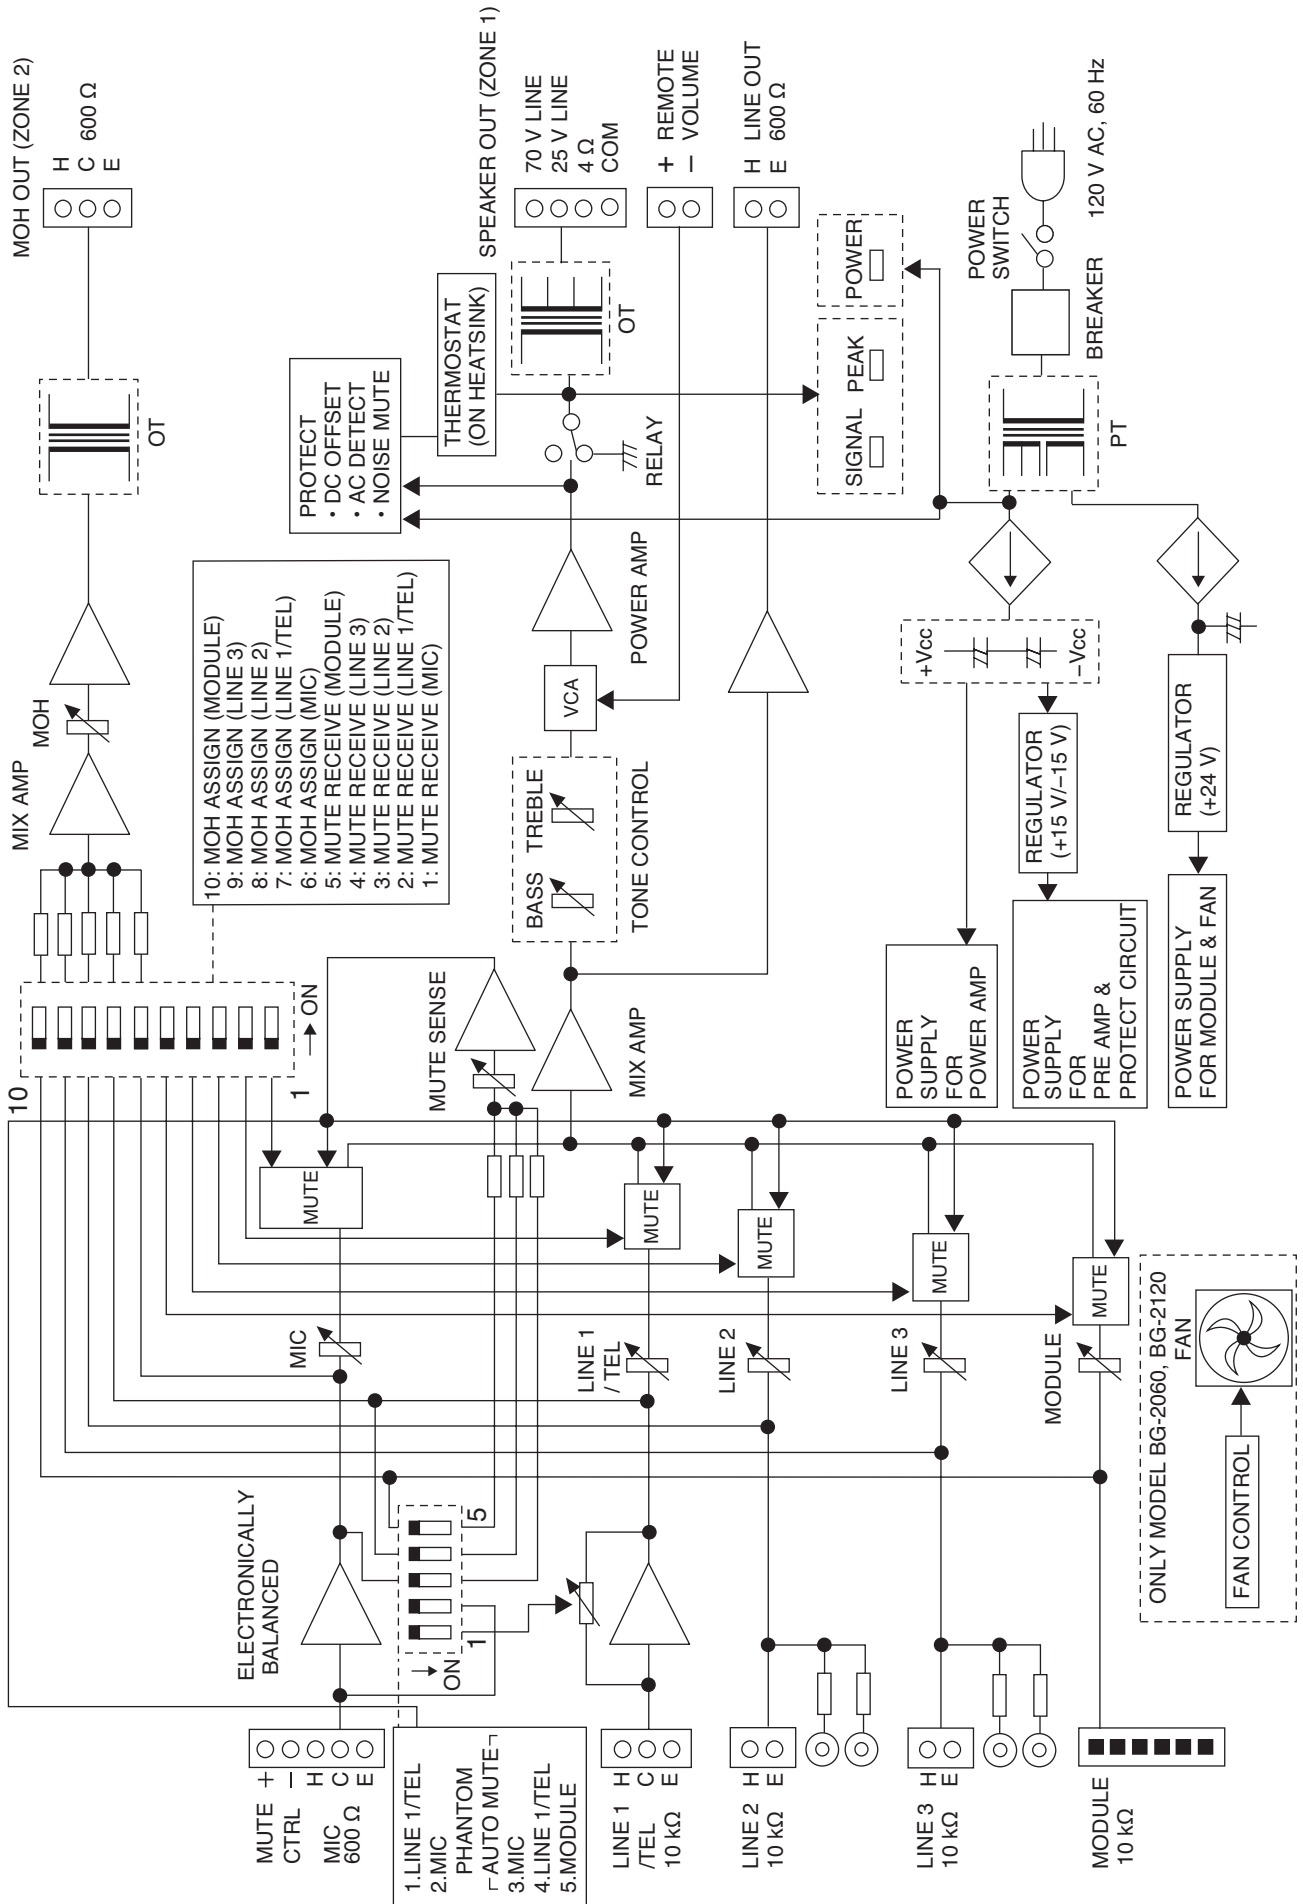 MUTE +
CTRL −
H
MIC C
600 Ω E
1.LINE 1/TEL
2.MIC
PHANTOM
┌AUTO MUTE┐
3.MIC
4.LINE 1/TEL
5.MODULE
LINE 1 H
/TEL C
10 kΩ E
LINE 2 H
10 kΩ E
LINE 3 H
10 kΩ E
MODULE
10 kΩ
ELECTRONICALLY
BALANCED
→ ON
1
5
MIC
LINE 1
/ TEL
LINE 2
LINE 3
MODULE
ONLY MODEL BG-2060, BG-2120
FAN CONTROL
FAN
MUTE
MUTE
MUTE
MUTE
MUTE
10
1
→ ON
MUTE SENSE
MIX AMP
MIX AMP
MOH
10: MOH ASSIGN (MODULE)
9: MOH ASSIGN (LINE 3)
8: MOH ASSIGN (LINE 2)
7: MOH ASSIGN (LINE 1/TEL)
6: MOH ASSIGN (MIC)
5: MUTE RECEIVE (MODULE)
4: MUTE RECEIVE (LINE 3)
3: MUTE RECEIVE (LINE 2)
2: MUTE RECEIVE (LINE 1/TEL)
1: MUTE RECEIVE (MIC)
BASS TREBLE
TONE CONTROL
VCA
POWER AMP
PROTECT
· DC OFFSET
· AC DETECT
· NOISE MUTE
THERMOSTAT
(ON HEATSINK)
RELAY
OT
OT
MOH OUT (ZONE 2)
H
C 600 Ω
E
SPEAKER OUT (ZONE 1)
70 V LINE
25 V LINE
4 Ω
COM
+ REMOTE
− VOLUME
H LINE OUT
E 600 Ω
SIGNAL PEAK
POWER
POWER
SWITCH
120 V AC, 60 Hz
BREAKER
PT
+Vcc
−Vcc
REGULATOR
(+15 V/−15 V)
REGULATOR
(+24 V)
POWER
SUPPLY
FOR
POWER AMP
POWER
SUPPLY
FOR
PRE AMP &
PROTECT CIRCUIT
POWER SUPPLY
FOR MODULE & FAN